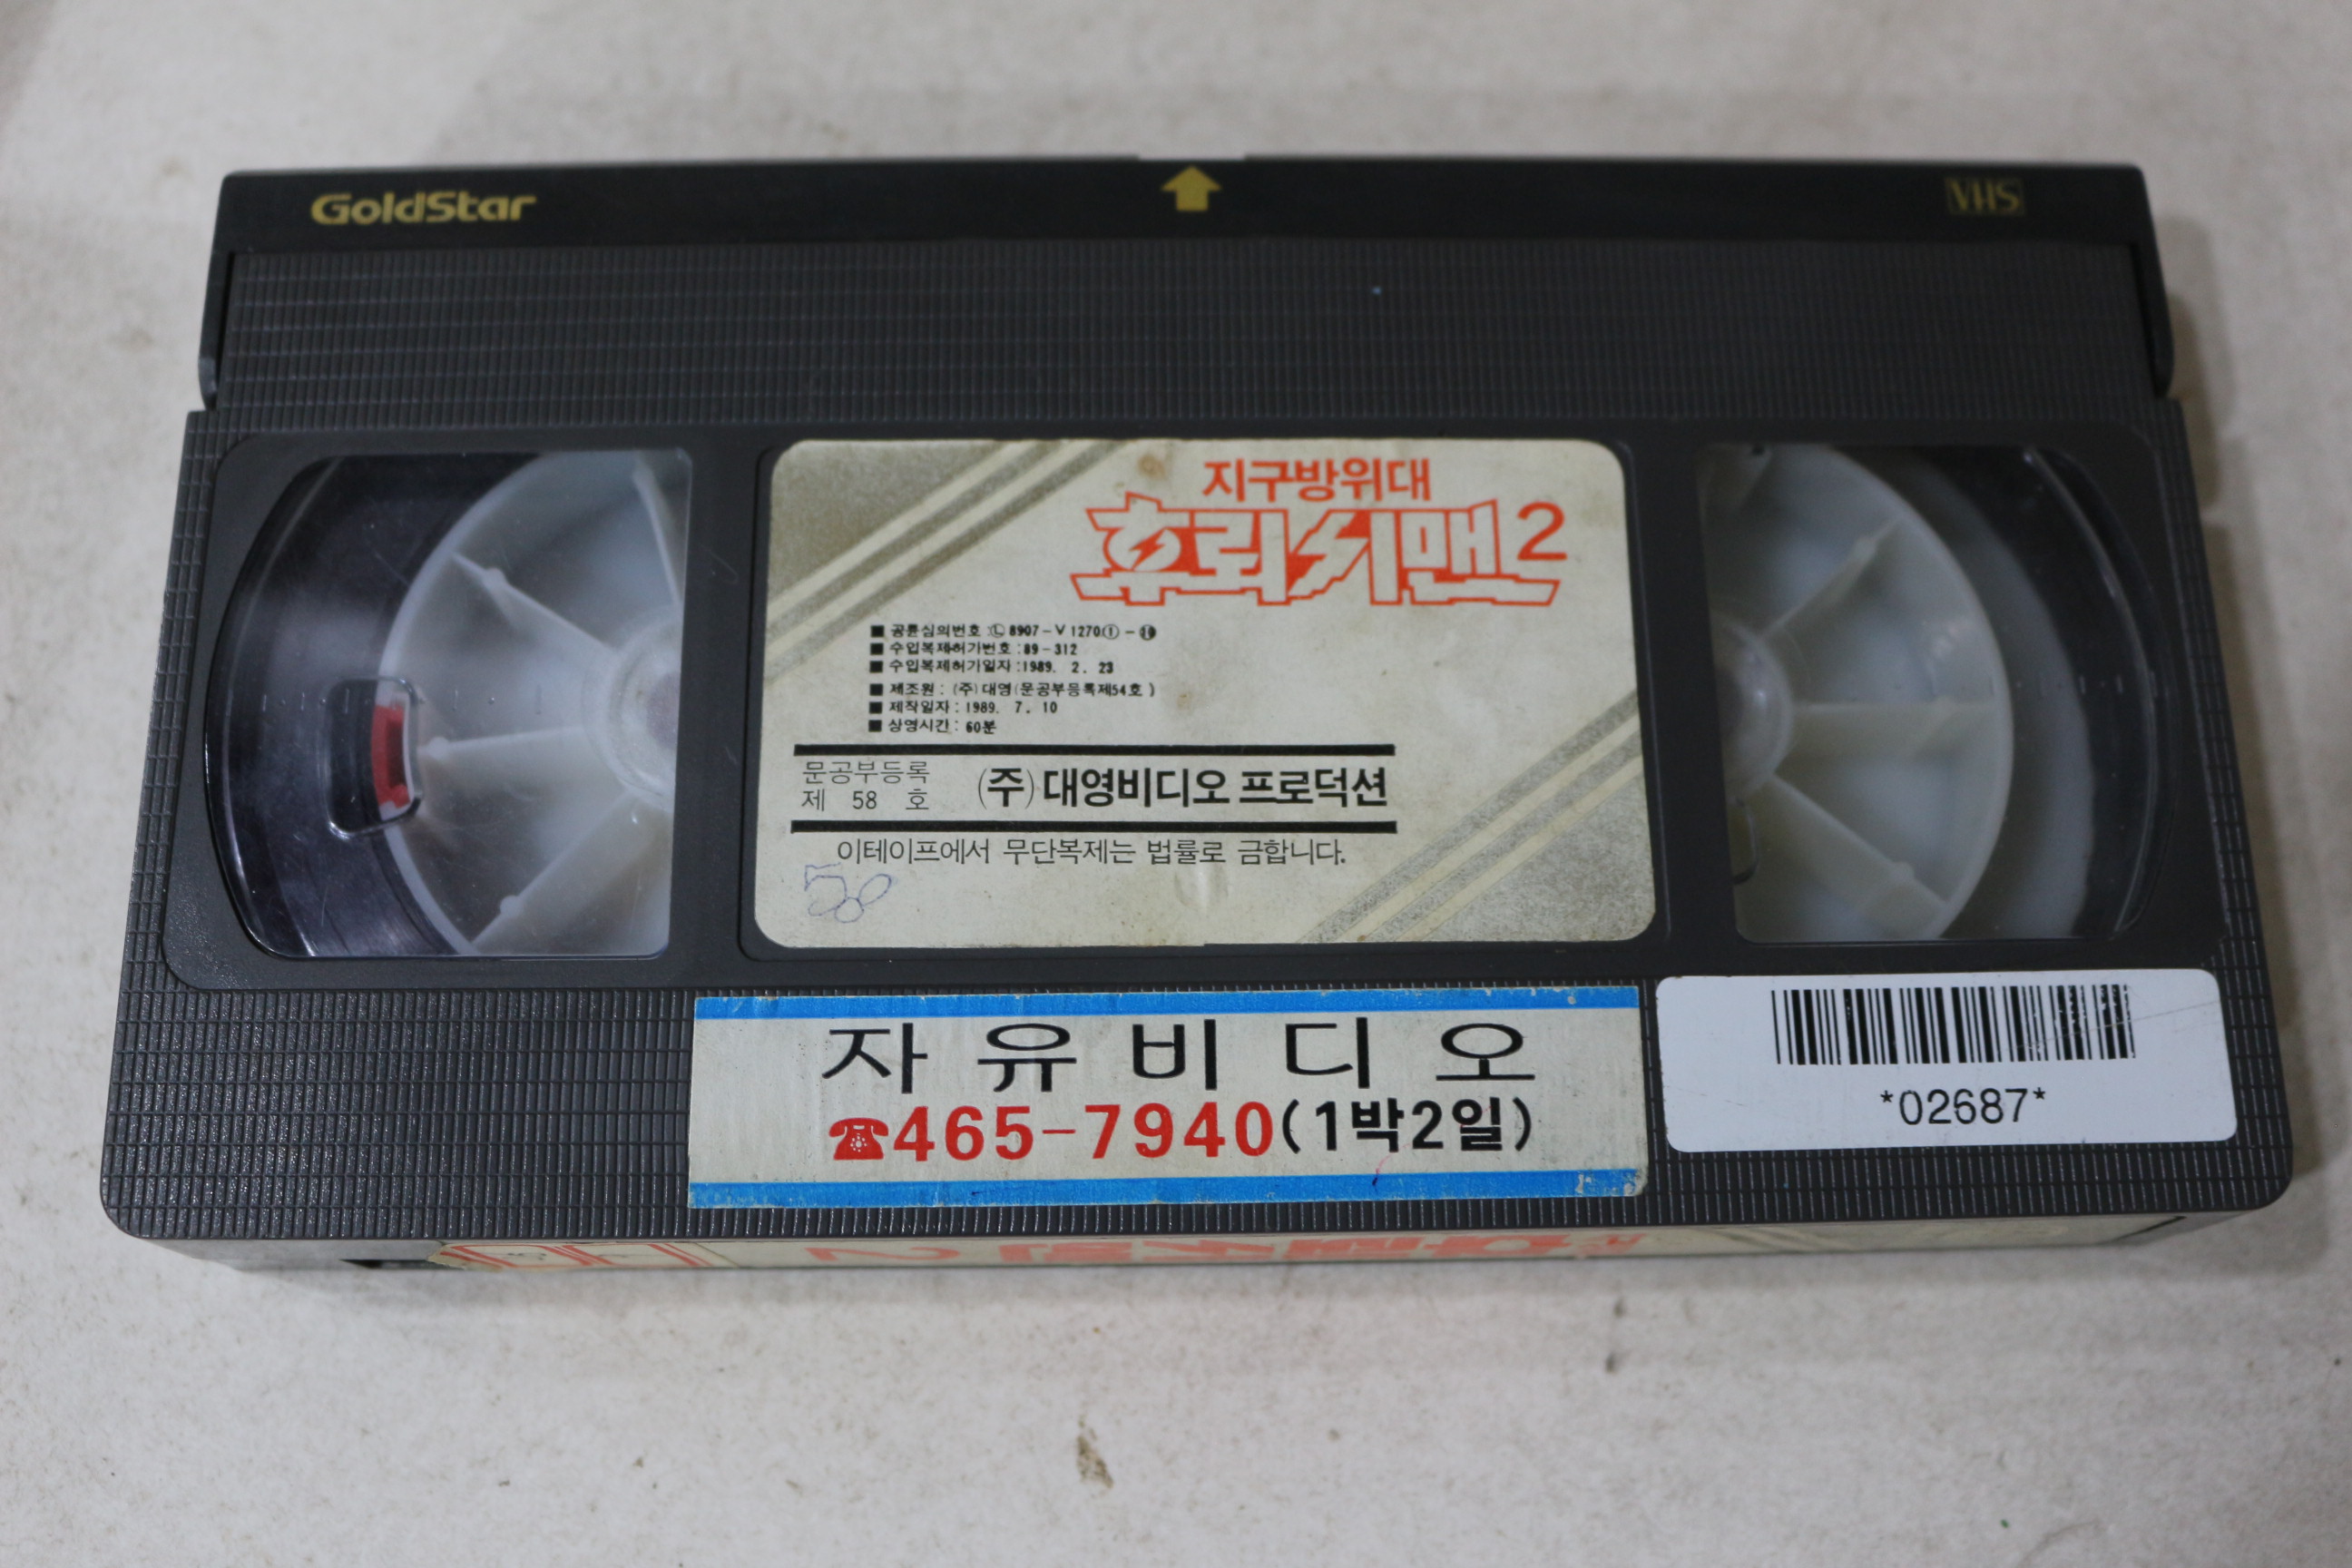 GoldStar
VHS
지구방위대
후뢰시맨 2
■ 공륜심의번호 :Ⓛ 8907-V 1270①-⑯
■ 수입복제허가번호 : 89-312
■ 수입복제허가일자 : 1989. 2. 23
■ 제조원 : (주) 대영 (문공부등록제54호)
■ 제작일자 : 1989. 7. 10
■ 상영시간 : 60분
문공부등록
제 58 호 (주) 대영비디오 프로덕션
이테이프에서 무단복제는 법률로 금합니다.
50
자유비디오
☎465-7940(1박2일)
*02687*